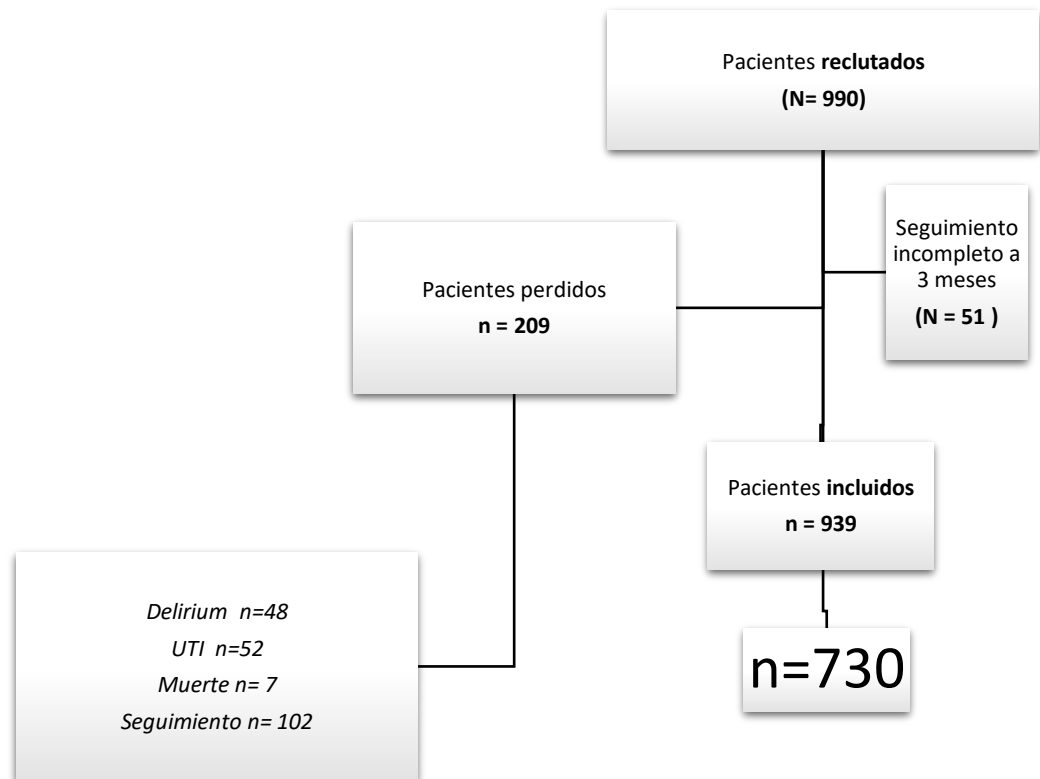 Pacientes reclutados
(N= 990)
Seguimiento
incompleto a
3 meses
(N = 51 )
Pacientes perdidos
n = 209
Pacientes incluidos
n = 939
Delirium n=48
UTI n=52
Muerte n= 7
Seguimiento n= 102
n=730